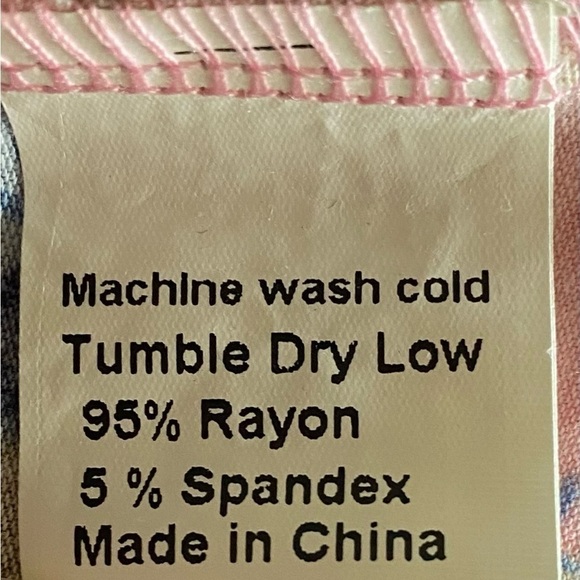 Machine wash cold
Tumble Dry Low
95% Rayon
5 % Spandex
Made in China